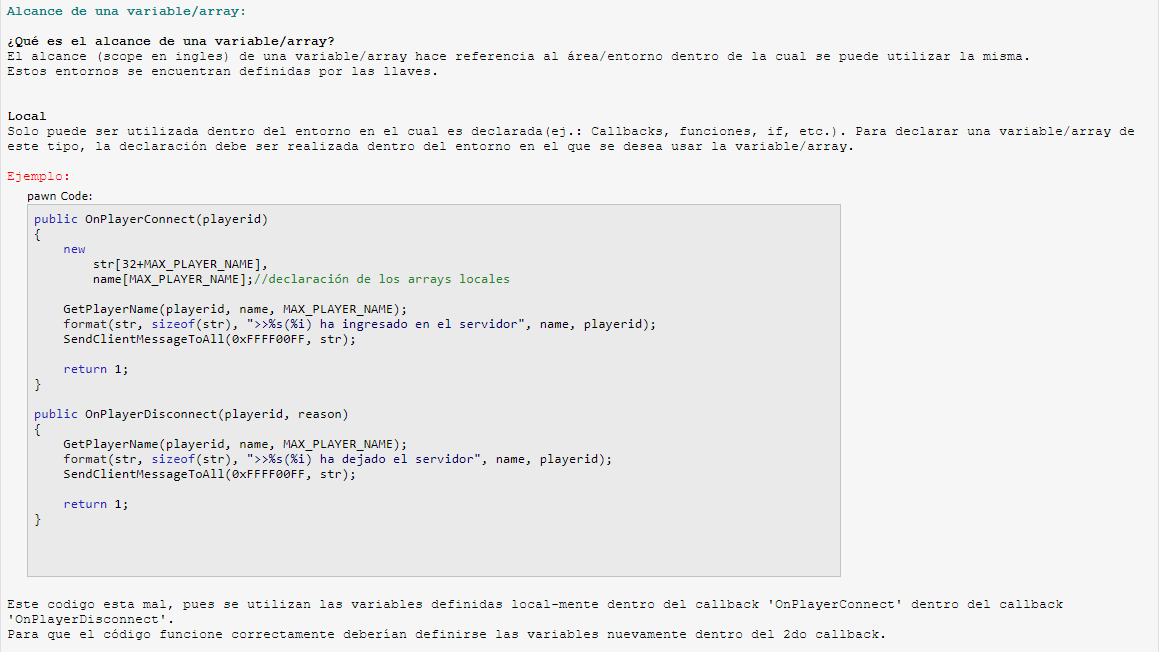 Alcance de una variable/array:
¿Qué es el alcance de una variable/array?
El alcance (scope en ingles) de una variable/array hace referencia al área/entorno dentro de la cual se puede utilizar la misma.
Estos entornos se encuentran definidas por las llaves.
Local
Solo puede ser utilizada dentro del entorno en el cual es declarada(ej.: Callbacks, funciones, if, etc.). Para declarar una variable/array de
este tipo, la declaración debe ser realizada dentro del entorno en el que se desea usar la variable/array.
Ejemplo:
pawn Code:
public OnPlayerConnect(playerid)
{
    new
        str[32+MAX_PLAYER_NAME],
        name[MAX_PLAYER_NAME];//declaración de los arrays locales
    GetPlayerName(playerid, name, MAX_PLAYER_NAME);
    format(str, sizeof(str), ">>%s(%i) ha ingresado en el servidor", name, playerid);
    SendClientMessageToAll(0xFFFF00FF, str);
    return 1;
}
public OnPlayerDisconnect(playerid, reason)
{
    GetPlayerName(playerid, name, MAX_PLAYER_NAME);
    format(str, sizeof(str), ">>%s(%i) ha dejado el servidor", name, playerid);
    SendClientMessageToAll(0xFFFF00FF, str);
    return 1;
}
Este codigo esta mal, pues se utilizan las variables definidas local-mente dentro del callback 'OnPlayerConnect' dentro del callback
'OnPlayerDisconnect'.
Para que el código funcione correctamente deberían definirse las variables nuevamente dentro del 2do callback.